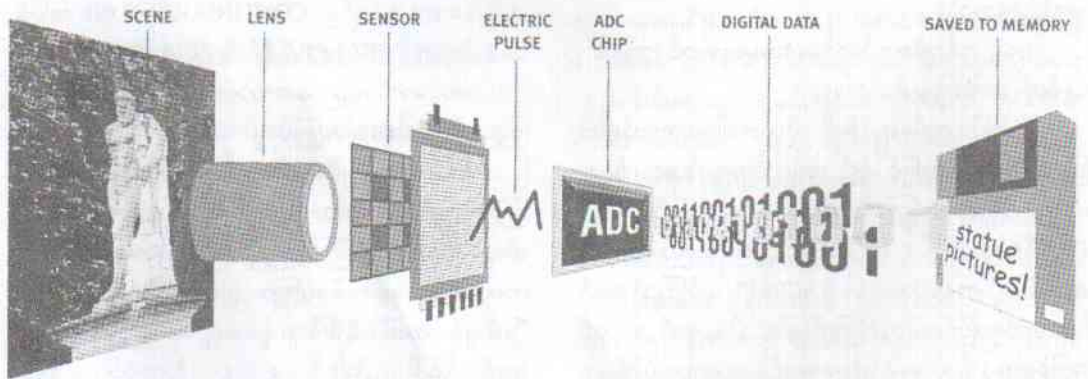 SCENE
LENS
SENSOR
ELECTRIC
PULSE
ADC
CHIP
DIGITAL DATA
SAVED TO MEMORY
ADC
statue
pictures!